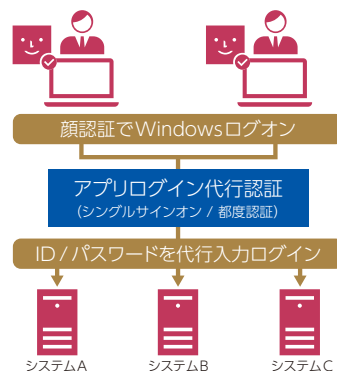 顔認証でWindowsログオン
アプリログイン代行認証
(シングルサインオン / 都度認証)
ID / パスワードを代行入力ログイン
システムA
システムB
システムC